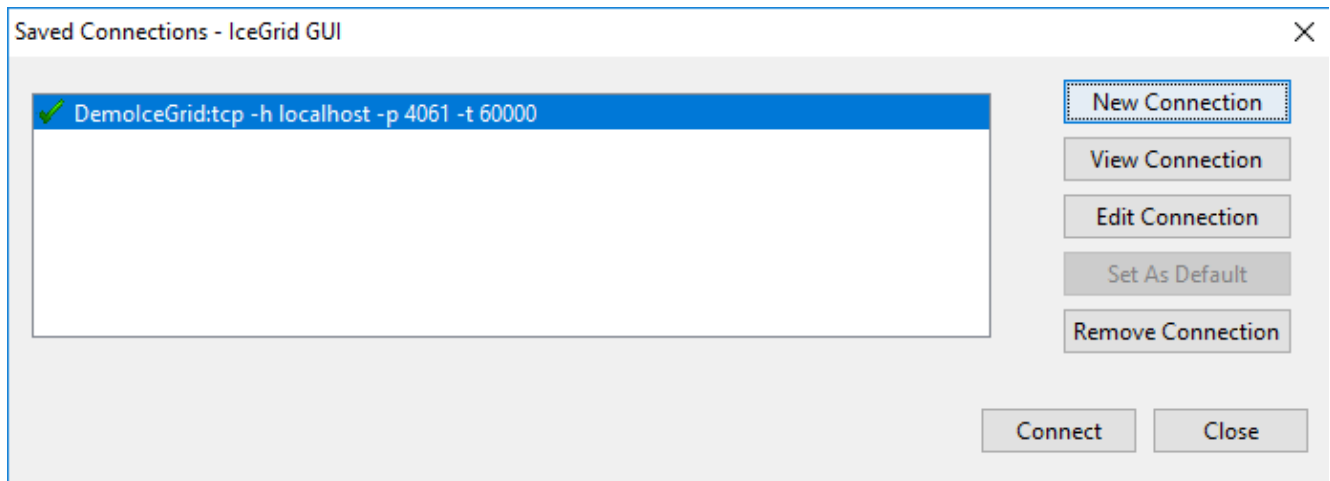 Saved Connections - IceGrid GUI
DemoIceGrid:tcp -h localhost -p 4061 -t 60000
New Connection
View Connection
Edit Connection
Set As Default
Remove Connection
Connect
Close